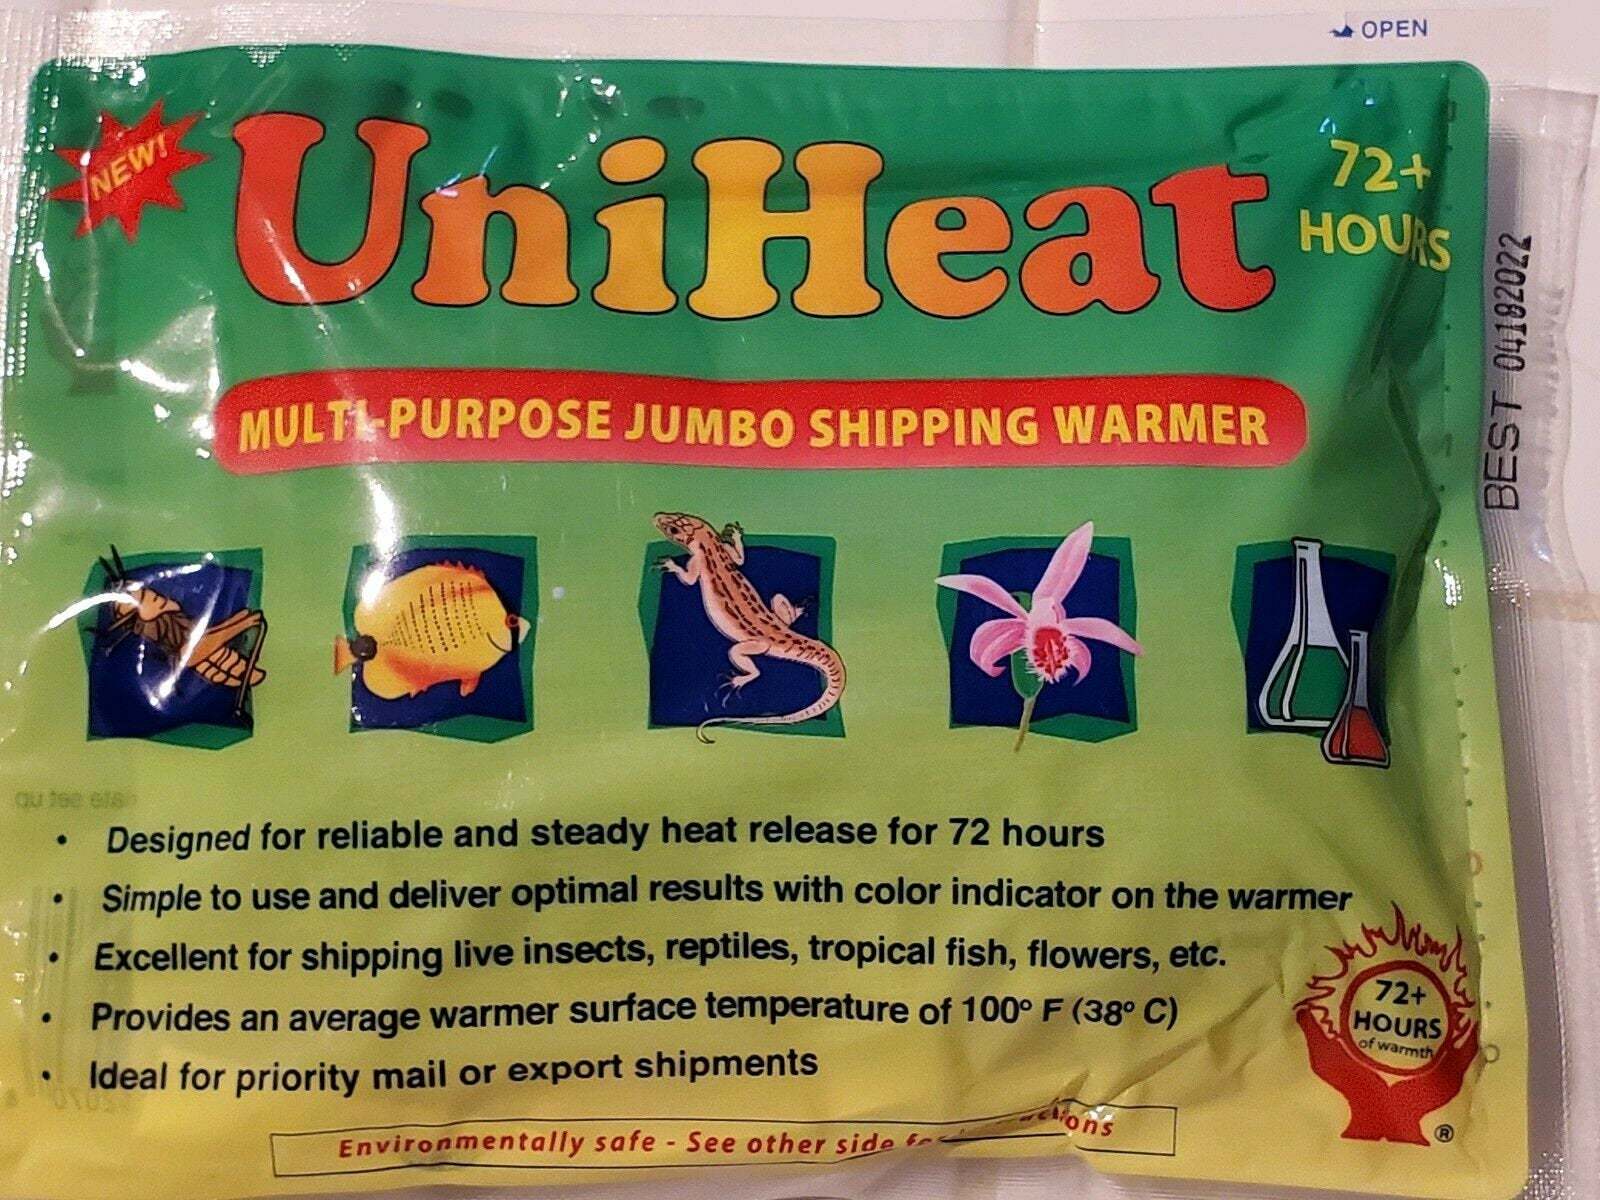 OPEN
NEW!
UniHeat
72+
HOURS
BEST 04182022
MULTI-PURPOSE JUMBO SHIPPING WARMER
• Designed for reliable and steady heat release for 72 hours
• Simple to use and deliver optimal results with color indicator on the warmer
• Excellent for shipping live insects, reptiles, tropical fish, flowers, etc.
• Provides an average warmer surface temperature of 100º F (38º C)
• Ideal for priority mail or export shipments
72+
HOURS
of warmth
®
Environmentally safe - See other side